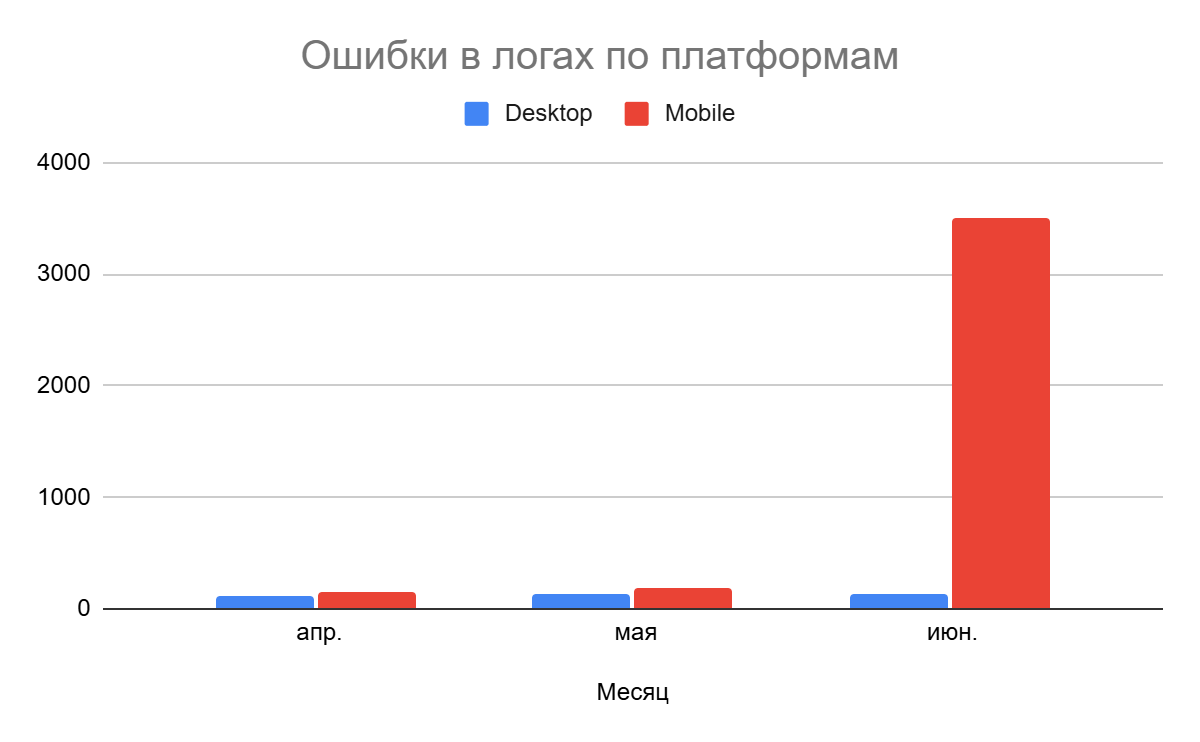 Ошибки в логах по платформам
Desktop Mobile
4000
3000
2000
1000
0
апр. мая июн.
Месяц